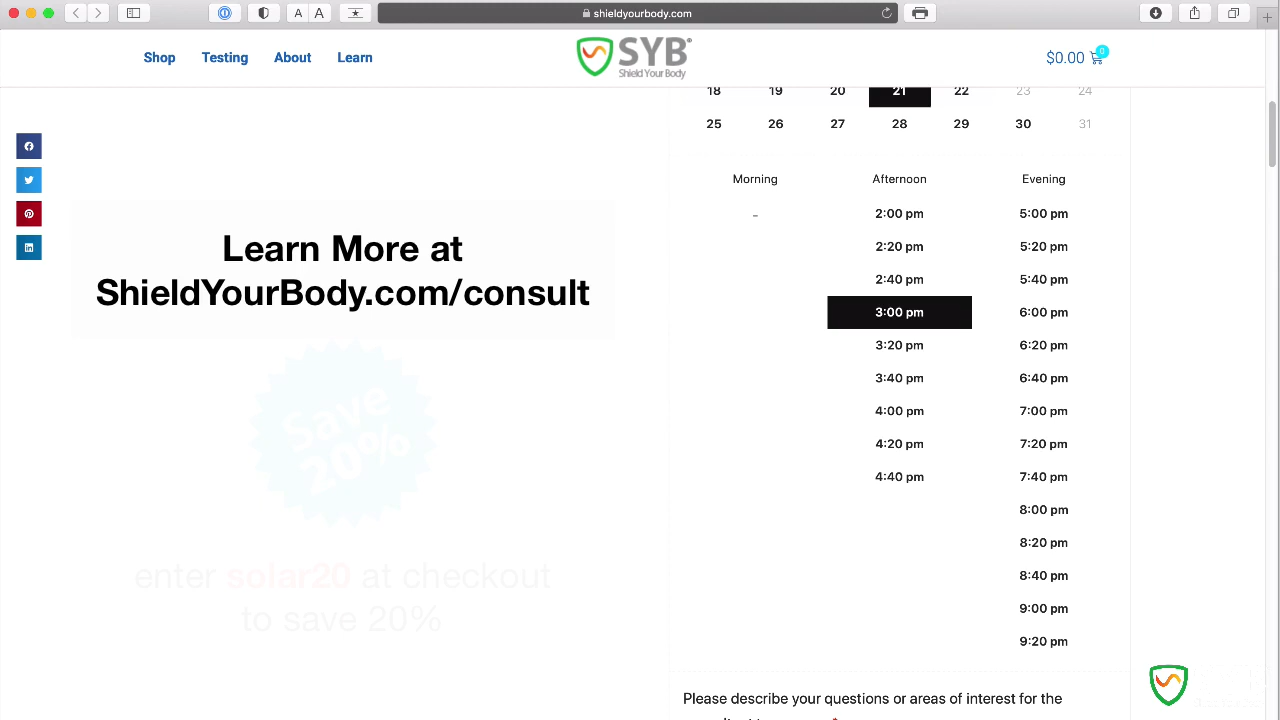 A A
shieldyourbody.com
Shop Testing About Learn
SYB®
Shield Your Body
$0.00 0
18 19 20 21 22 23 24
25 26 27 28 29 30 31
Morning Afternoon Evening
- 2:00 pm 5:00 pm
2:20 pm 5:20 pm
2:40 pm 5:40 pm
3:00 pm 6:00 pm
3:20 pm 6:20 pm
3:40 pm 6:40 pm
4:00 pm 7:00 pm
4:20 pm 7:20 pm
4:40 pm 7:40 pm
8:00 pm
8:20 pm
8:40 pm
9:00 pm
9:20 pm
Learn More at
ShieldYourBody.com/consult
Save
20%
enter solar20 at checkout
to save 20%
Please describe your questions or areas of interest for the